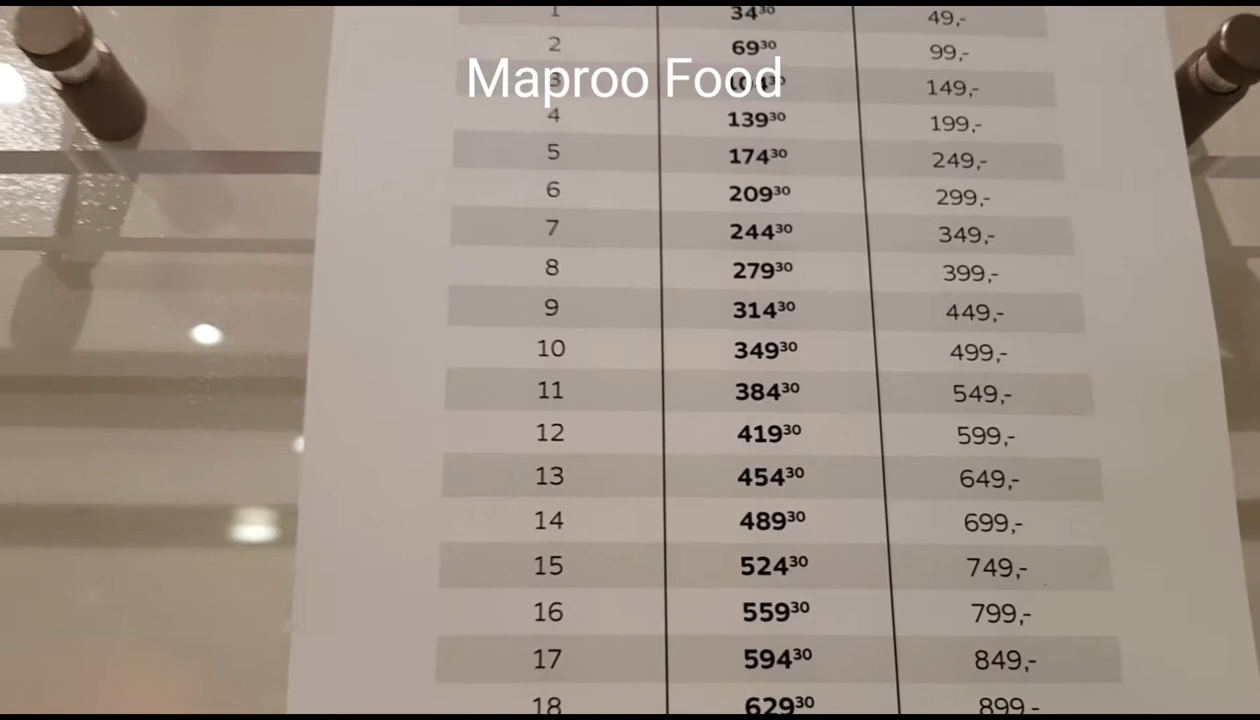 1 34³⁰ 49,-
2 69³⁰ 99,-
Maproo Food
3 104³⁰ 149,-
4 139³⁰ 199,-
5 174³⁰ 249,-
6 209³⁰ 299,-
7 244³⁰ 349,-
8 279³⁰ 399,-
9 314³⁰ 449,-
10 349³⁰ 499,-
11 384³⁰ 549,-
12 419³⁰ 599,-
13 454³⁰ 649,-
14 489³⁰ 699,-
15 524³⁰ 749,-
16 559³⁰ 799,-
17 594³⁰ 849,-
18 629³⁰ 899,-